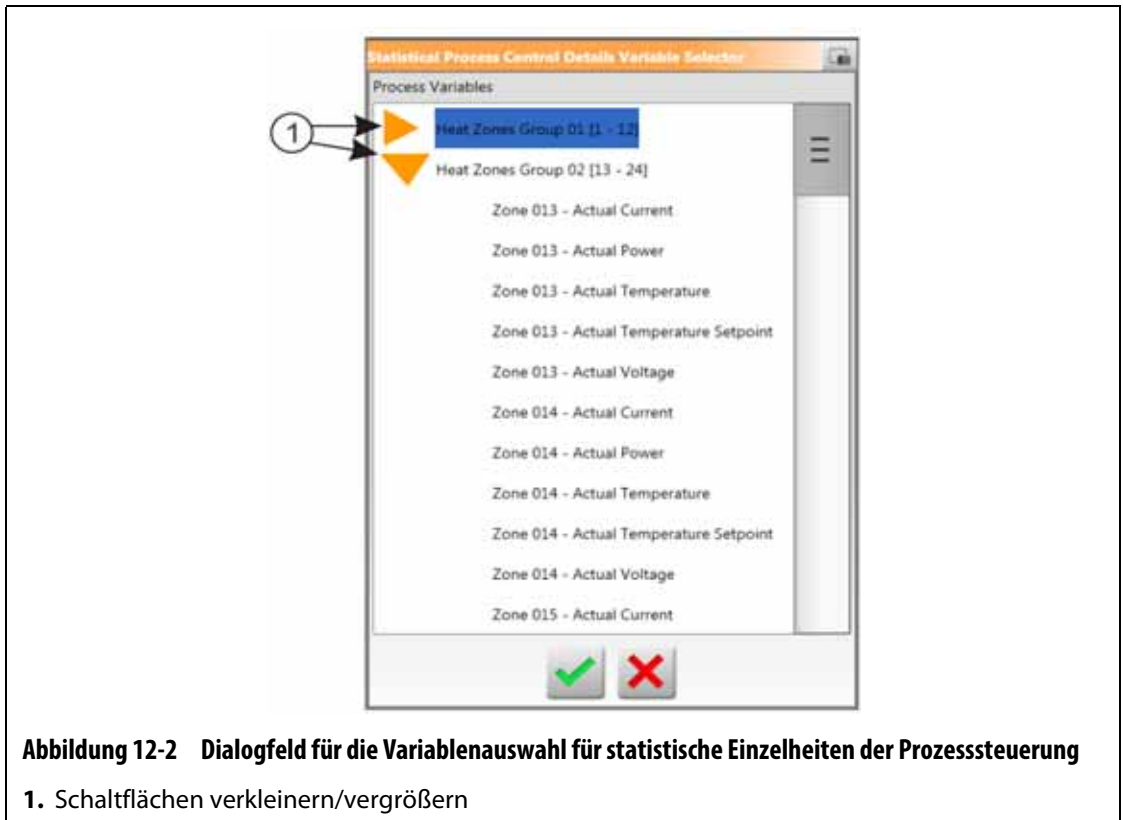 Statistical Process Control Details Variable Selector
Process Variables
1
Heat Zones Group 01 [1 - 12]
Heat Zones Group 02 [13 - 24]
Zone 013 - Actual Current
Zone 013 - Actual Power
Zone 013 - Actual Temperature
Zone 013 - Actual Temperature Setpoint
Zone 013 - Actual Voltage
Zone 014 - Actual Current
Zone 014 - Actual Power
Zone 014 - Actual Temperature
Zone 014 - Actual Temperature Setpoint
Zone 014 - Actual Voltage
Zone 015 - Actual Current
Abbildung 12-2 Dialogfeld für die Variablenauswahl für statistische Einzelheiten der Prozesssteuerung
1. Schaltflächen verkleinern/vergrößern